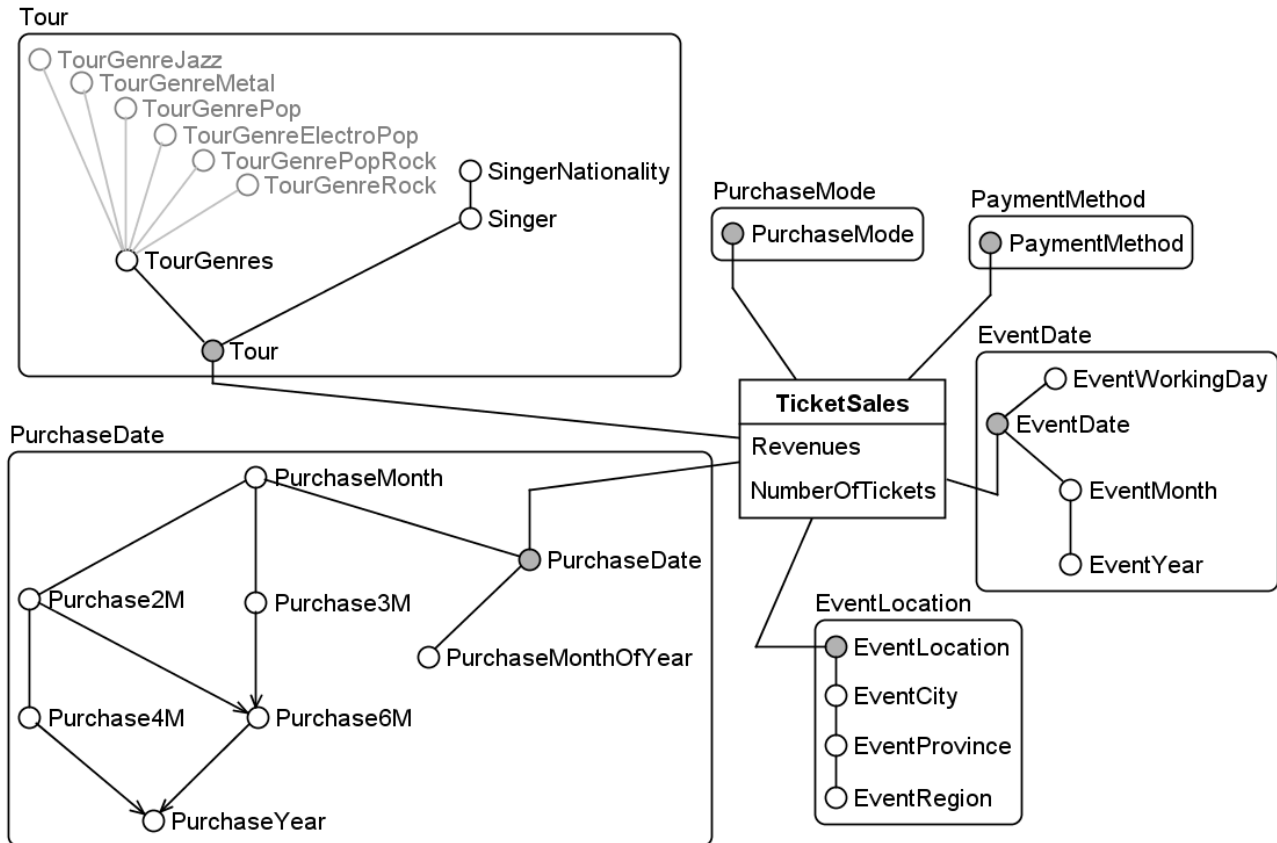 Tour
TourGenreJazz
TourGenreMetal
TourGenrePop
TourGenreElectroPop
TourGenrePopRock
TourGenreRock
SingerNationality
Singer
TourGenres
Tour
PurchaseMode
PurchaseMode
PaymentMethod
PaymentMethod
EventDate
EventWorkingDay
EventDate
EventMonth
EventYear
TicketSales
Revenues
NumberOfTickets
PurchaseDate
PurchaseMonth
PurchaseDate
Purchase2M
Purchase3M
PurchaseMonthOfYear
Purchase4M
Purchase6M
PurchaseYear
EventLocation
EventLocation
EventCity
EventProvince
EventRegion